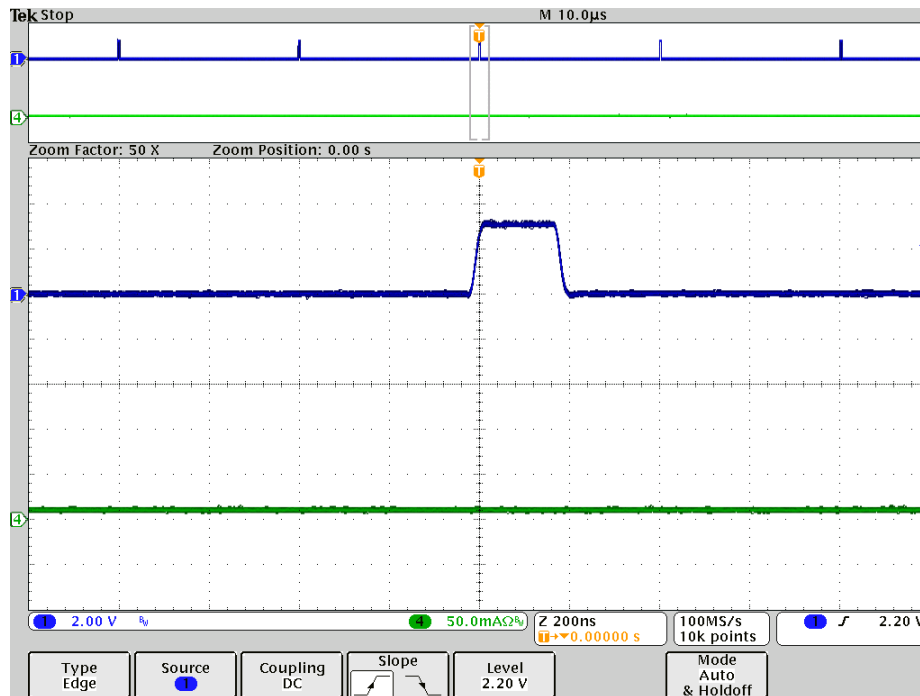 Tek Stop M 10.0µs
T
1
4
Zoom Factor: 50 X Zoom Position: 0.00 s
T
1
4
1 2.00 V BW 4 50.0mAΩBW Z 200ns 100MS/s 1 2.20 V
T→▼0.00000 s 10k points
Type Edge
Source 1
Coupling DC
Slope
Level 2.20 V
Mode Auto & Holdoff